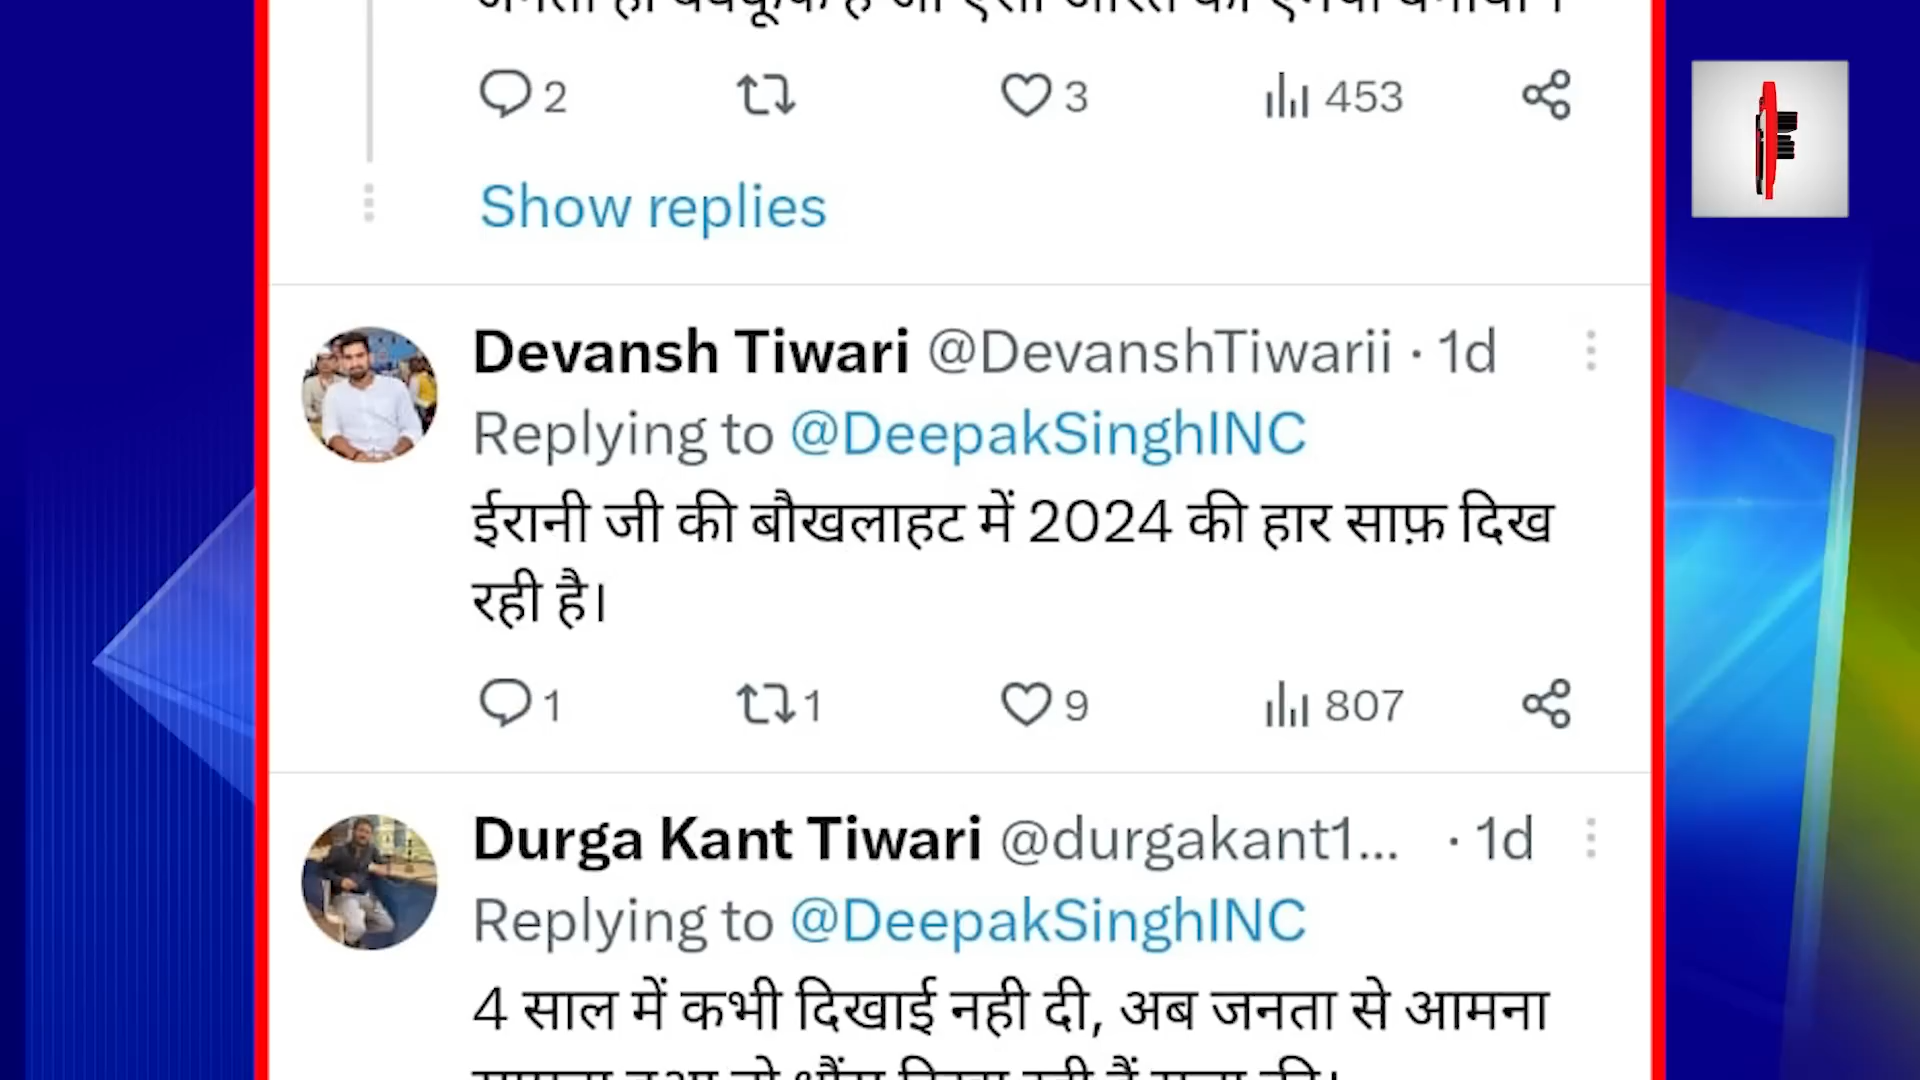 2 3 453
Show replies
Devansh Tiwari @DevanshTiwarii · 1d
Replying to @DeepakSinghINC
ईरानी जी की बौखलाहट में 2024 की हार साफ़ दिख
रही है।
1 1 9 807
Durga Kant Tiwari @durgakant1... · 1d
Replying to @DeepakSinghINC
4 साल में कभी दिखाई नही दी, अब जनता से आमना